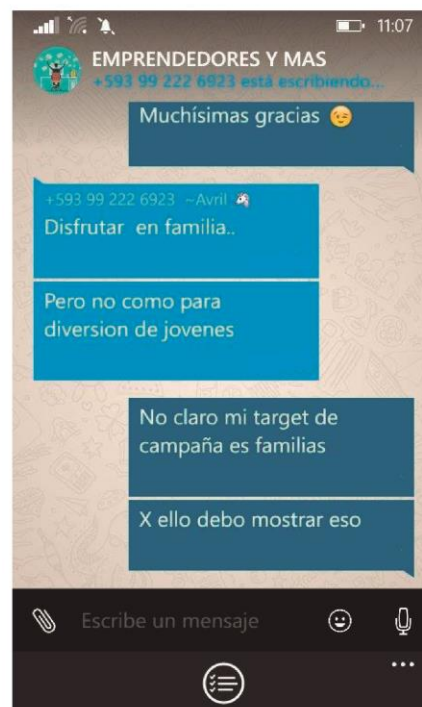 11:07
EMPRENDEDORES Y MAS
+593 99 222 6923 está escribiendo...
Muchísimas gracias 😉
+593 99 222 6923 ~Avril 🦄
Disfrutar en familia..
Pero no como para
diversion de jovenes
No claro mi target de
campaña es familias
X ello debo mostrar eso
Escribe un mensaje